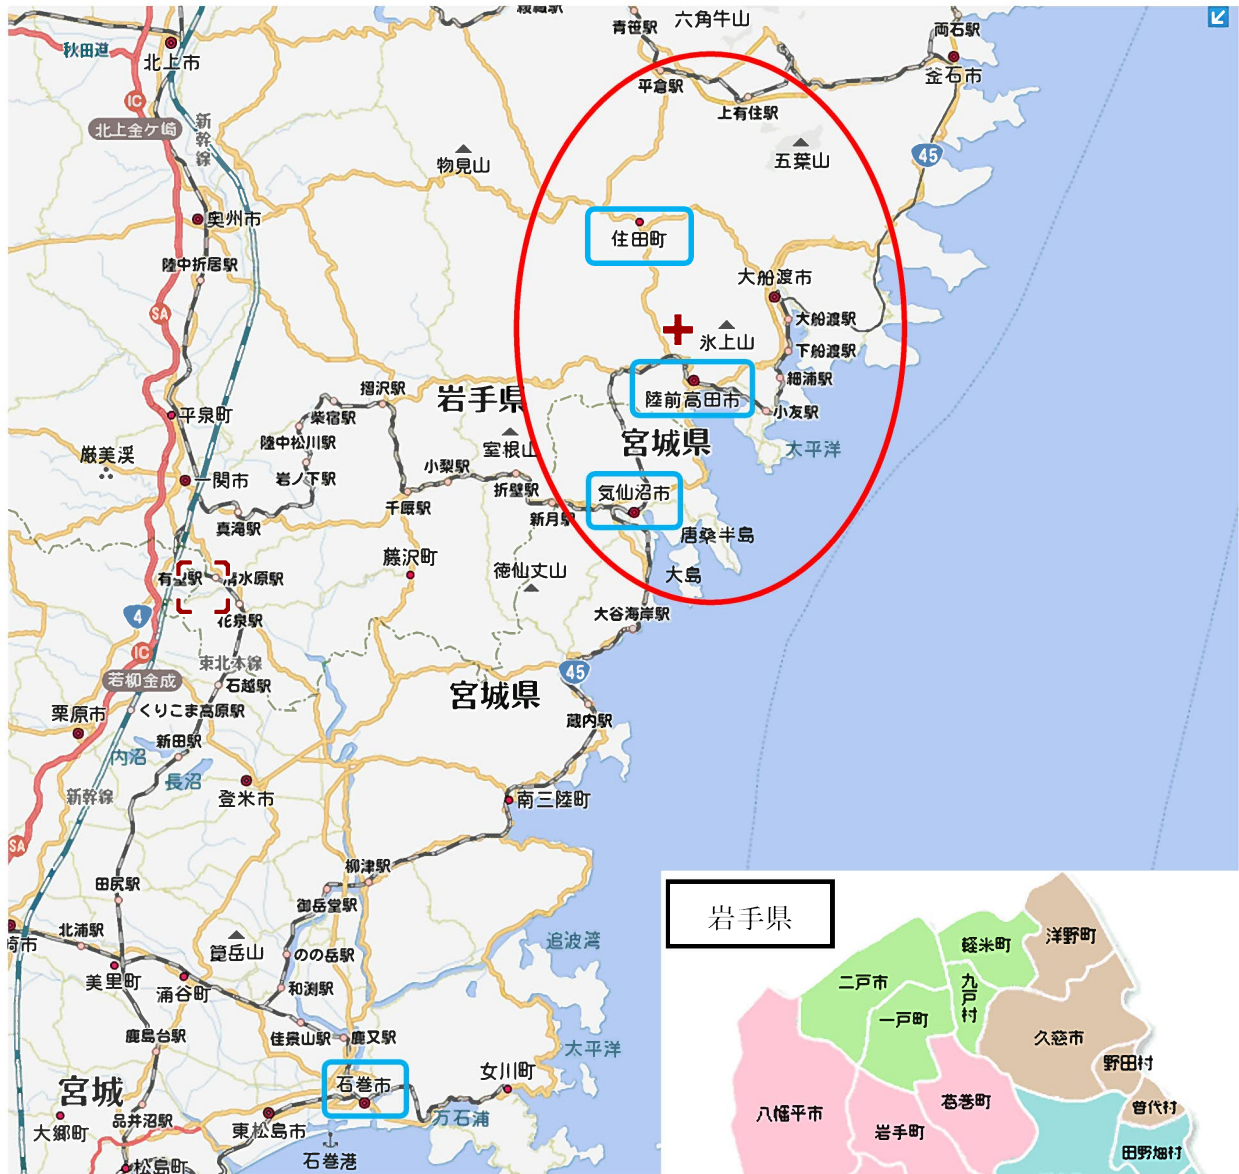 青笹駅
六角牛山
両石駅
秋田道
北上市
釜石市
平倉駅
IC
上有住駅
北上金ケ崎
新幹線
45
物見山
五葉山
奥州市
住田町
陸中折居駅
大船渡市
SA
大船渡駅
氷上山
下船渡駅
細浦駅
摺沢駅
岩手県
陸前高田市
小友駅
平泉町
柴宿駅
陸中松川駅
室根山
宮城県
太平洋
厳美渓
小梨駅
一関市
岩ノ下駅
折壁駅
気仙沼市
千厩駅
新月駅
真滝駅
唐桑半島
藤沢町
徳仙丈山
大島
有壁駅
清水原駅
4
花泉駅
大谷海岸駅
IC
東北本線
45
若柳金成
石越駅
宮城県
栗原市
くりこま高原駅
蔵内駅
新田駅
内沼
長沼
新幹線
登米市
南三陸町
SA
柳津駅
田尻駅
御岳堂駅
岩手県
北浦駅
崎市
箟岳山
のの岳駅
追波湾
洋野町
軽米町
美里町
涌谷町
和渕駅
二戸市
九戸村
一戸町
鹿島台駅
佳景山駅
鹿又駅
太平洋
久慈市
野田村
石巻市
女川町
宮城
品井沼駅
大郷町
東松島市
万石浦
八幡平市
葛巻町
岩手町
普代村
石巻港
松島町
田野畑村